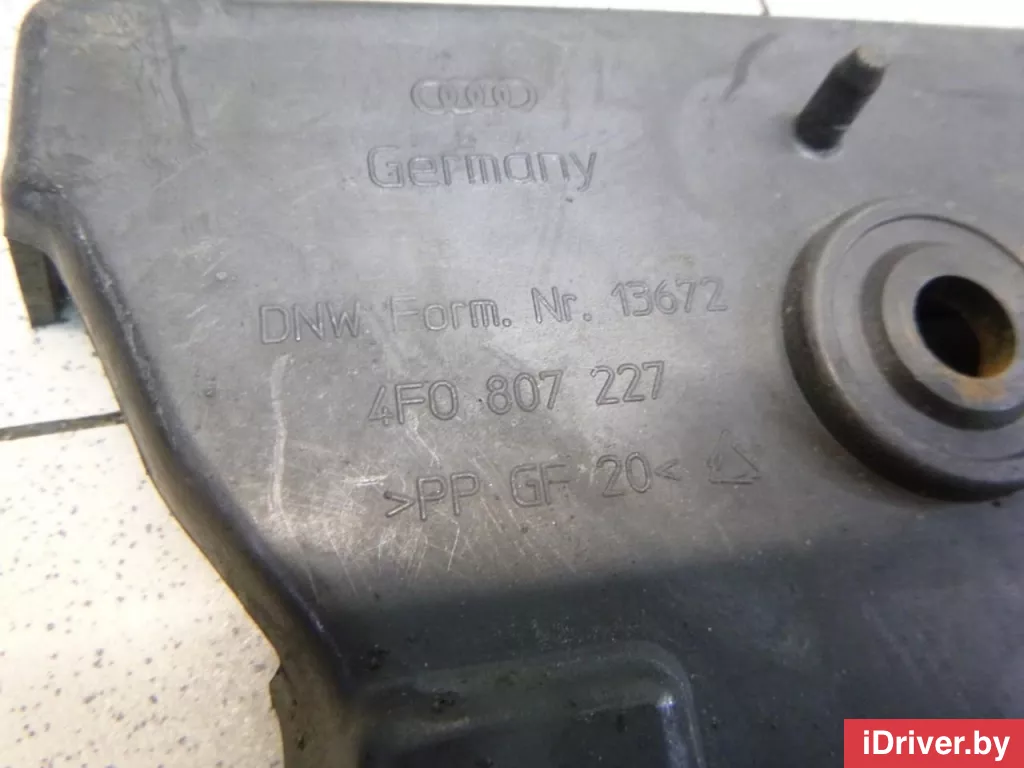 Germany
DNW Form. Nr. 13672
4F0 807 227
>PP GF 20<
iDriver.by